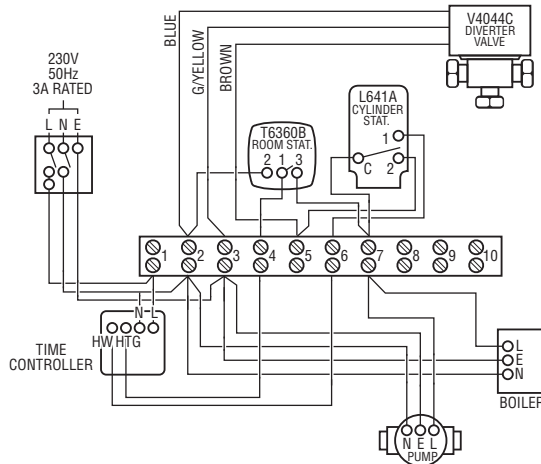 V4044C
DIVERTER
VALVE
BLUE
G/YELLOW
BROWN
230V
50Hz
3A RATED
L N E
T6360B
ROOM STAT.
2 1 3
L641A
CYLINDER
STAT.
1
C 2
1 2 3 4 5 6 7 8 9 10
N L
HW HTG
TIME
CONTROLLER
L
E
N
BOILER
N E L
PUMP